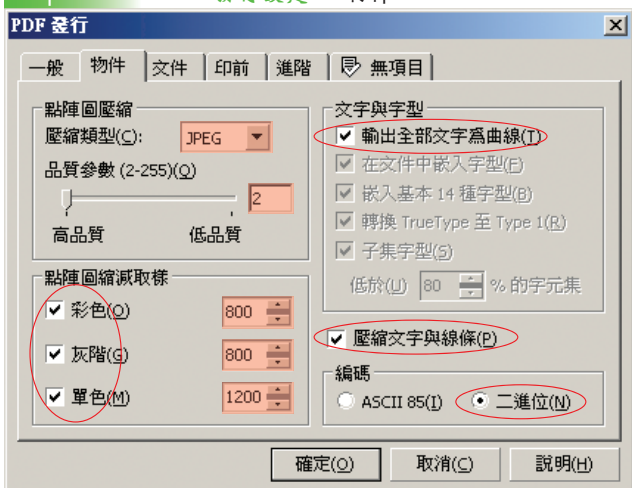 PDF 發行
一般 物件 文件 印前 進階 無項目
點陣圖壓縮
壓縮類型(C): JPEG
品質參數 (2-255)(Q)
2
高品質 低品質
點陣圖縮減取樣
彩色(O) 800
灰階(G) 800
單色(M) 1200
文字與字型
輸出全部文字為曲線(T)
在文件中嵌入字型(F)
嵌入基本 14 種字型(B)
轉換 TrueType 至 Type 1(R)
子集字型(S)
低於(U) 80 % 的字元集
壓縮文字與線條(P)
編碼
ASCII 85(I) 二進位(N)
確定(O) 取消(C) 說明(H)